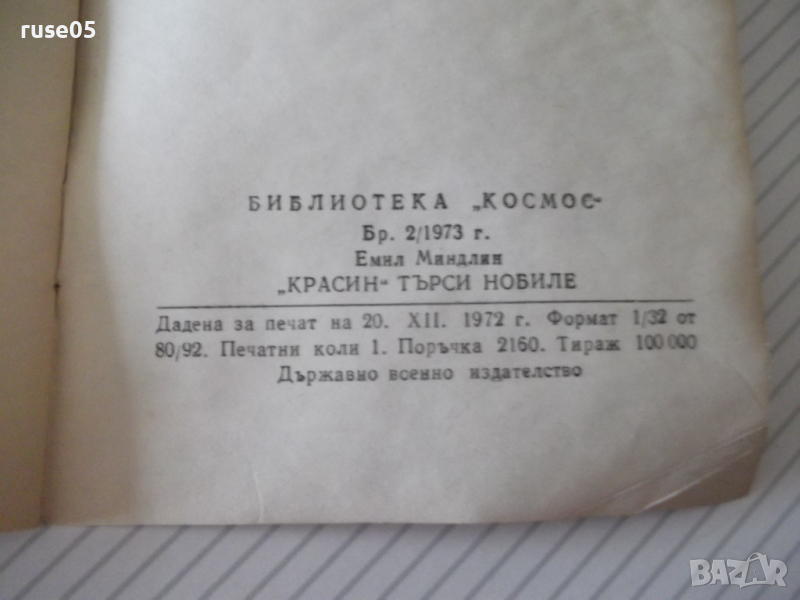 ruse05
БИБЛИОТЕКА „КОСМОС"
Бр. 2/1973 г.
Емил Миндлин
„КРАСИН" ТЪРСИ НОБИЛЕ
Дадена за печат на 20. XII. 1972 г. Формат 1/32 от
80/92. Печатни коли 1. Поръчка 2160. Тираж 100 000
Държавно военно издателство
BAZAR